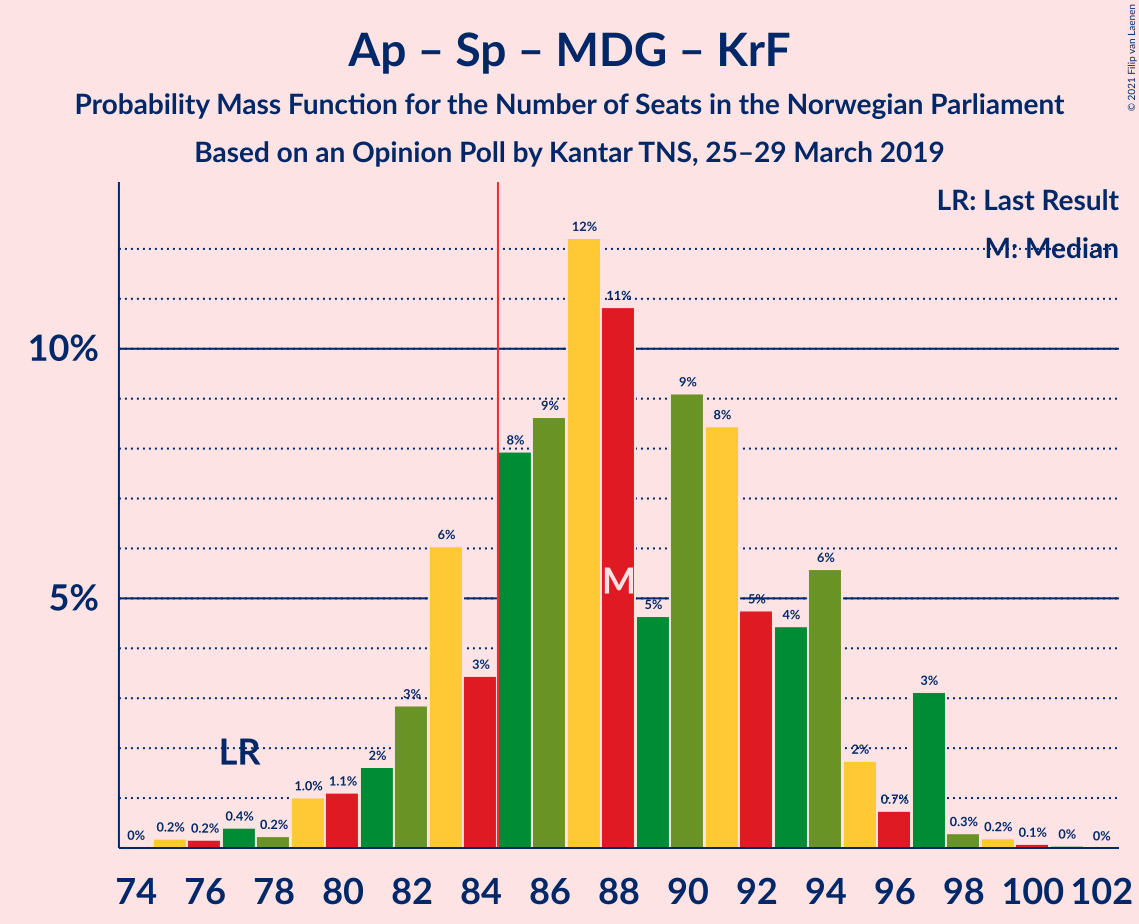 Ap – Sp – MDG – KrF
Probability Mass Function for the Number of Seats in the Norwegian Parliament
Based on an Opinion Poll by Kantar TNS, 25–29 March 2019
© 2021 Filip van Laenen
LR: Last Result
M: Median
10%
5%
LR
M
0% 0.2% 0.2% 0.4% 0.2% 1.0% 1.1% 2% 3% 6% 3% 8% 9% 12% 11% 5% 9% 8% 5% 4% 6% 2% 0.7% 3% 0.3% 0.2% 0.1% 0% 0%
74 76 78 80 82 84 86 88 90 92 94 96 98 100 102